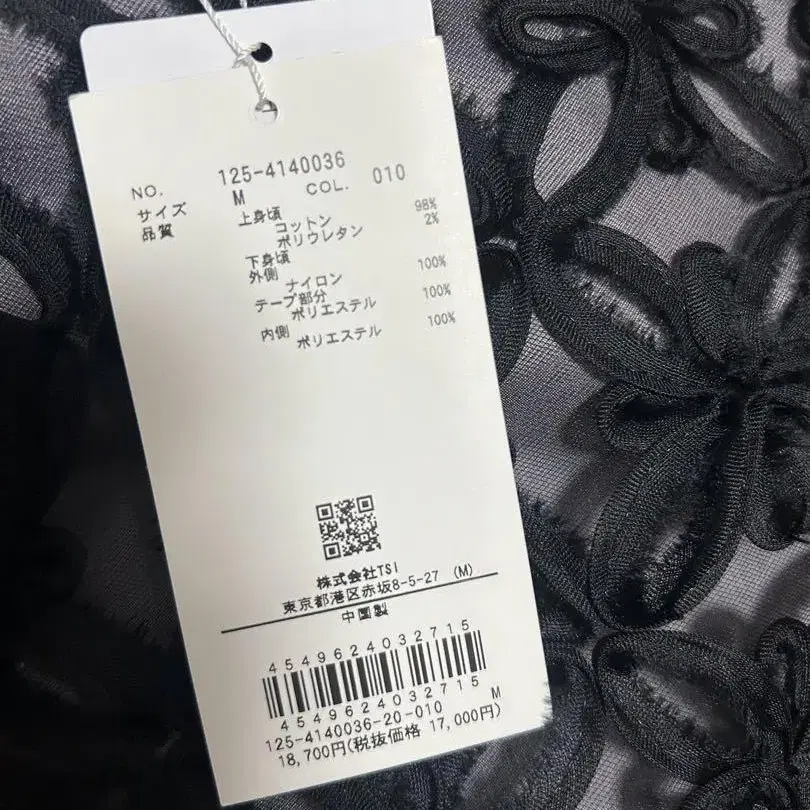 NO. 125-4140036
サイズ M COL. 010
品質 上身頃
コットン 98%
ポリウレタン 2%
下身頃
外側
ナイロン 100%
テープ部分
ポリエステル 100%
内側
ポリエステル 100%
株式会社TSI
東京都港区赤坂8-5-27 (M)
中国製
4549624032715
4549624032715
125-4140036-20-010 M
18,700円(税抜価格 17,000円)